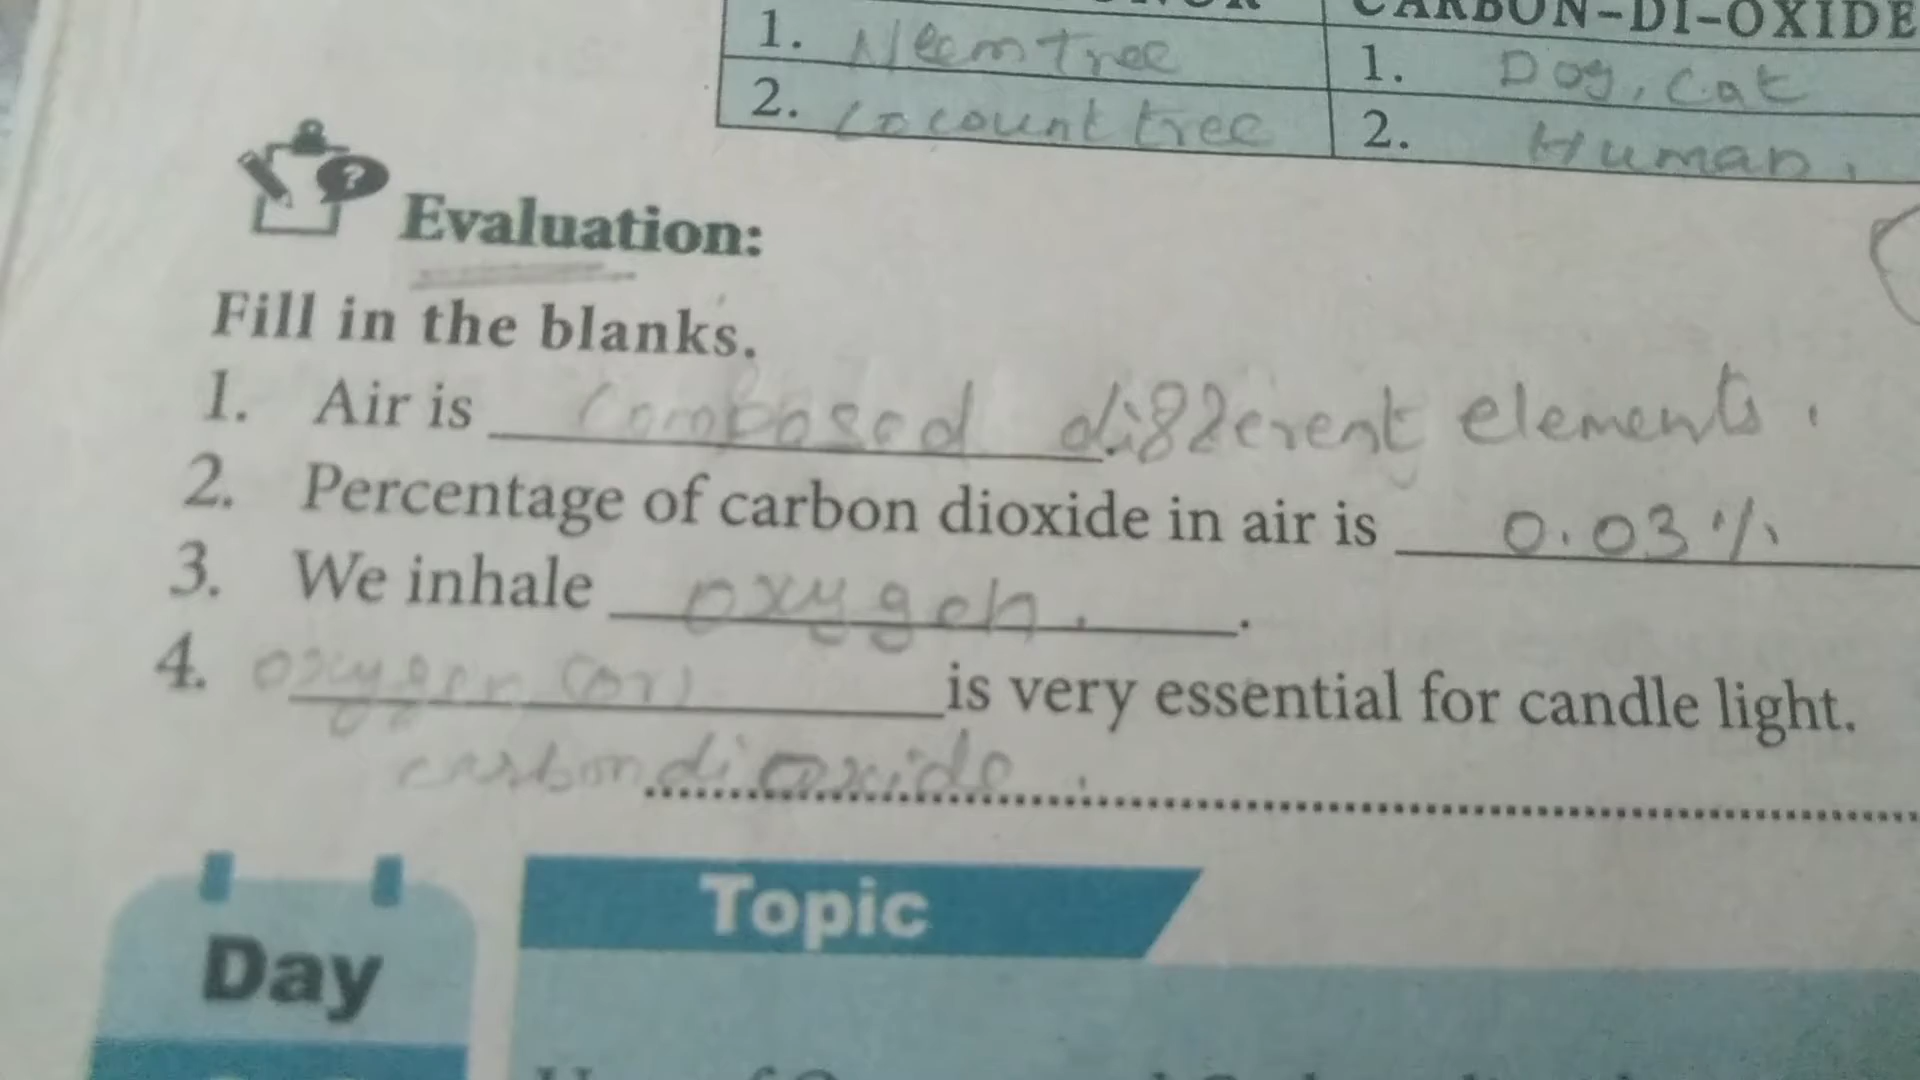 CARBON-DI-OXIDE
1. Neem tree 1. Dog, Cat
2. Cocount tree 2. Human.
?
Evaluation:
Fill in the blanks.
1. Air is Composed different elements.
2. Percentage of carbon dioxide in air is 0.03%
3. We inhale oxygen.
4. oxygen (or) is very essential for candle light.
carbondioxide.
Topic
Day